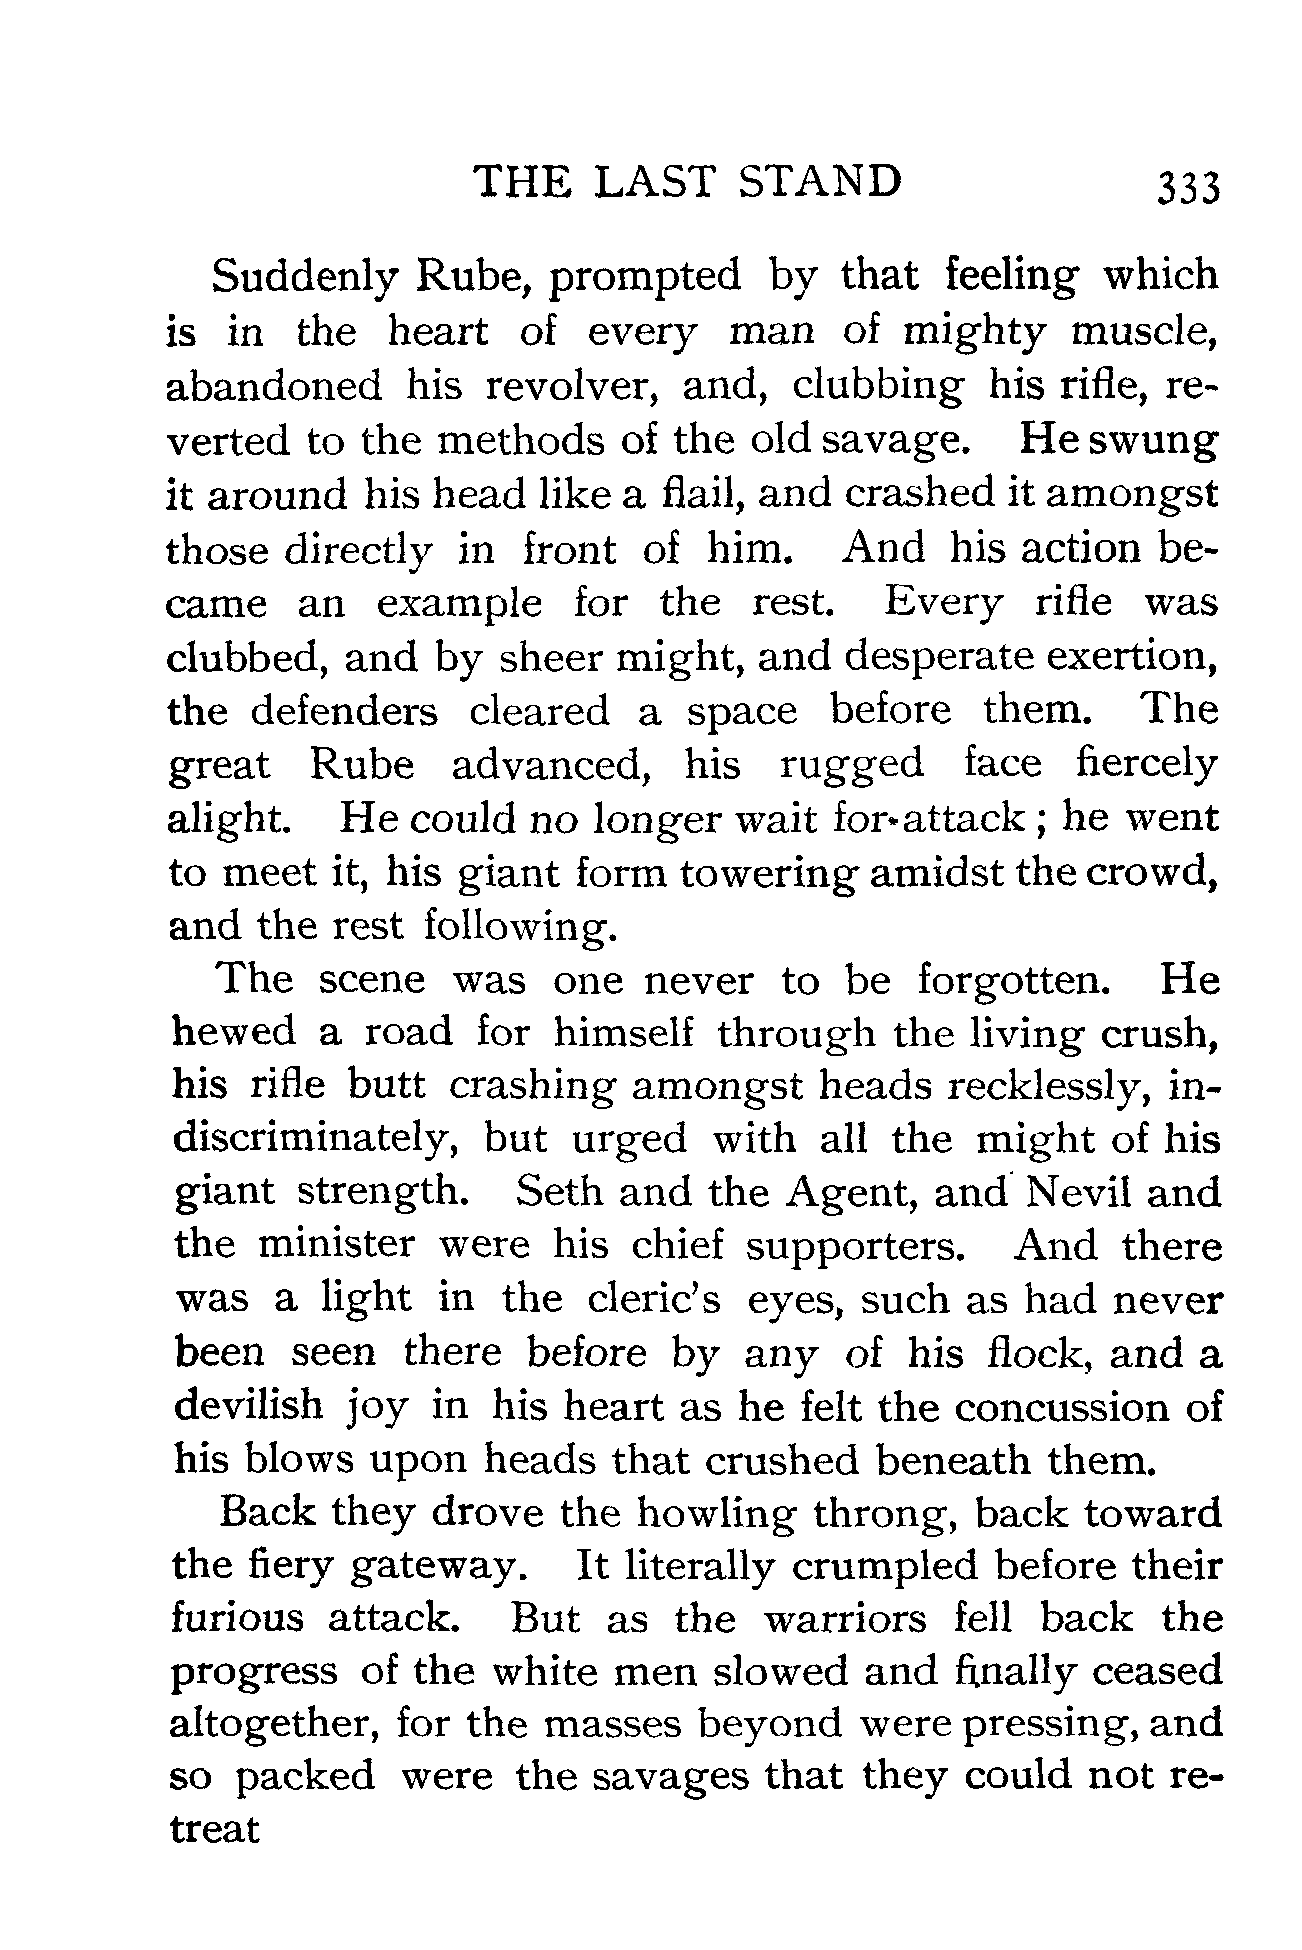 THE LAST STAND 333
Suddenly Rube, prompted by that feeling which
is in the heart of every man of mighty muscle,
abandoned his revolver, and, clubbing his rifle, re-
verted to the methods of the old savage. He swung
it around his head like a flail, and crashed it amongst
those directly in front of him. And his action be-
came an example for the rest. Every rifle was
clubbed, and by sheer might, and desperate exertion,
the defenders cleared a space before them. The
great Rube advanced, his rugged face fiercely
alight. He could no longer wait for attack ; he went
to meet it, his giant form towering amidst the crowd,
and the rest following.
The scene was one never to be forgotten. He
hewed a road for himself through the living crush,
his rifle butt crashing amongst heads recklessly, in-
discriminately, but urged with all the might of his
giant strength. Seth and the Agent, and Nevil and
the minister were his chief supporters. And there
was a light in the cleric's eyes, such as had never
been seen there before by any of his flock, and a
devilish joy in his heart as he felt the concussion of
his blows upon heads that crushed beneath them.
Back they drove the howling throng, back toward
the fiery gateway. It literally crumpled before their
furious attack. But as the warriors fell back the
progress of the white men slowed and finally ceased
altogether, for the masses beyond were pressing, and
so packed were the savages that they could not re-
treat